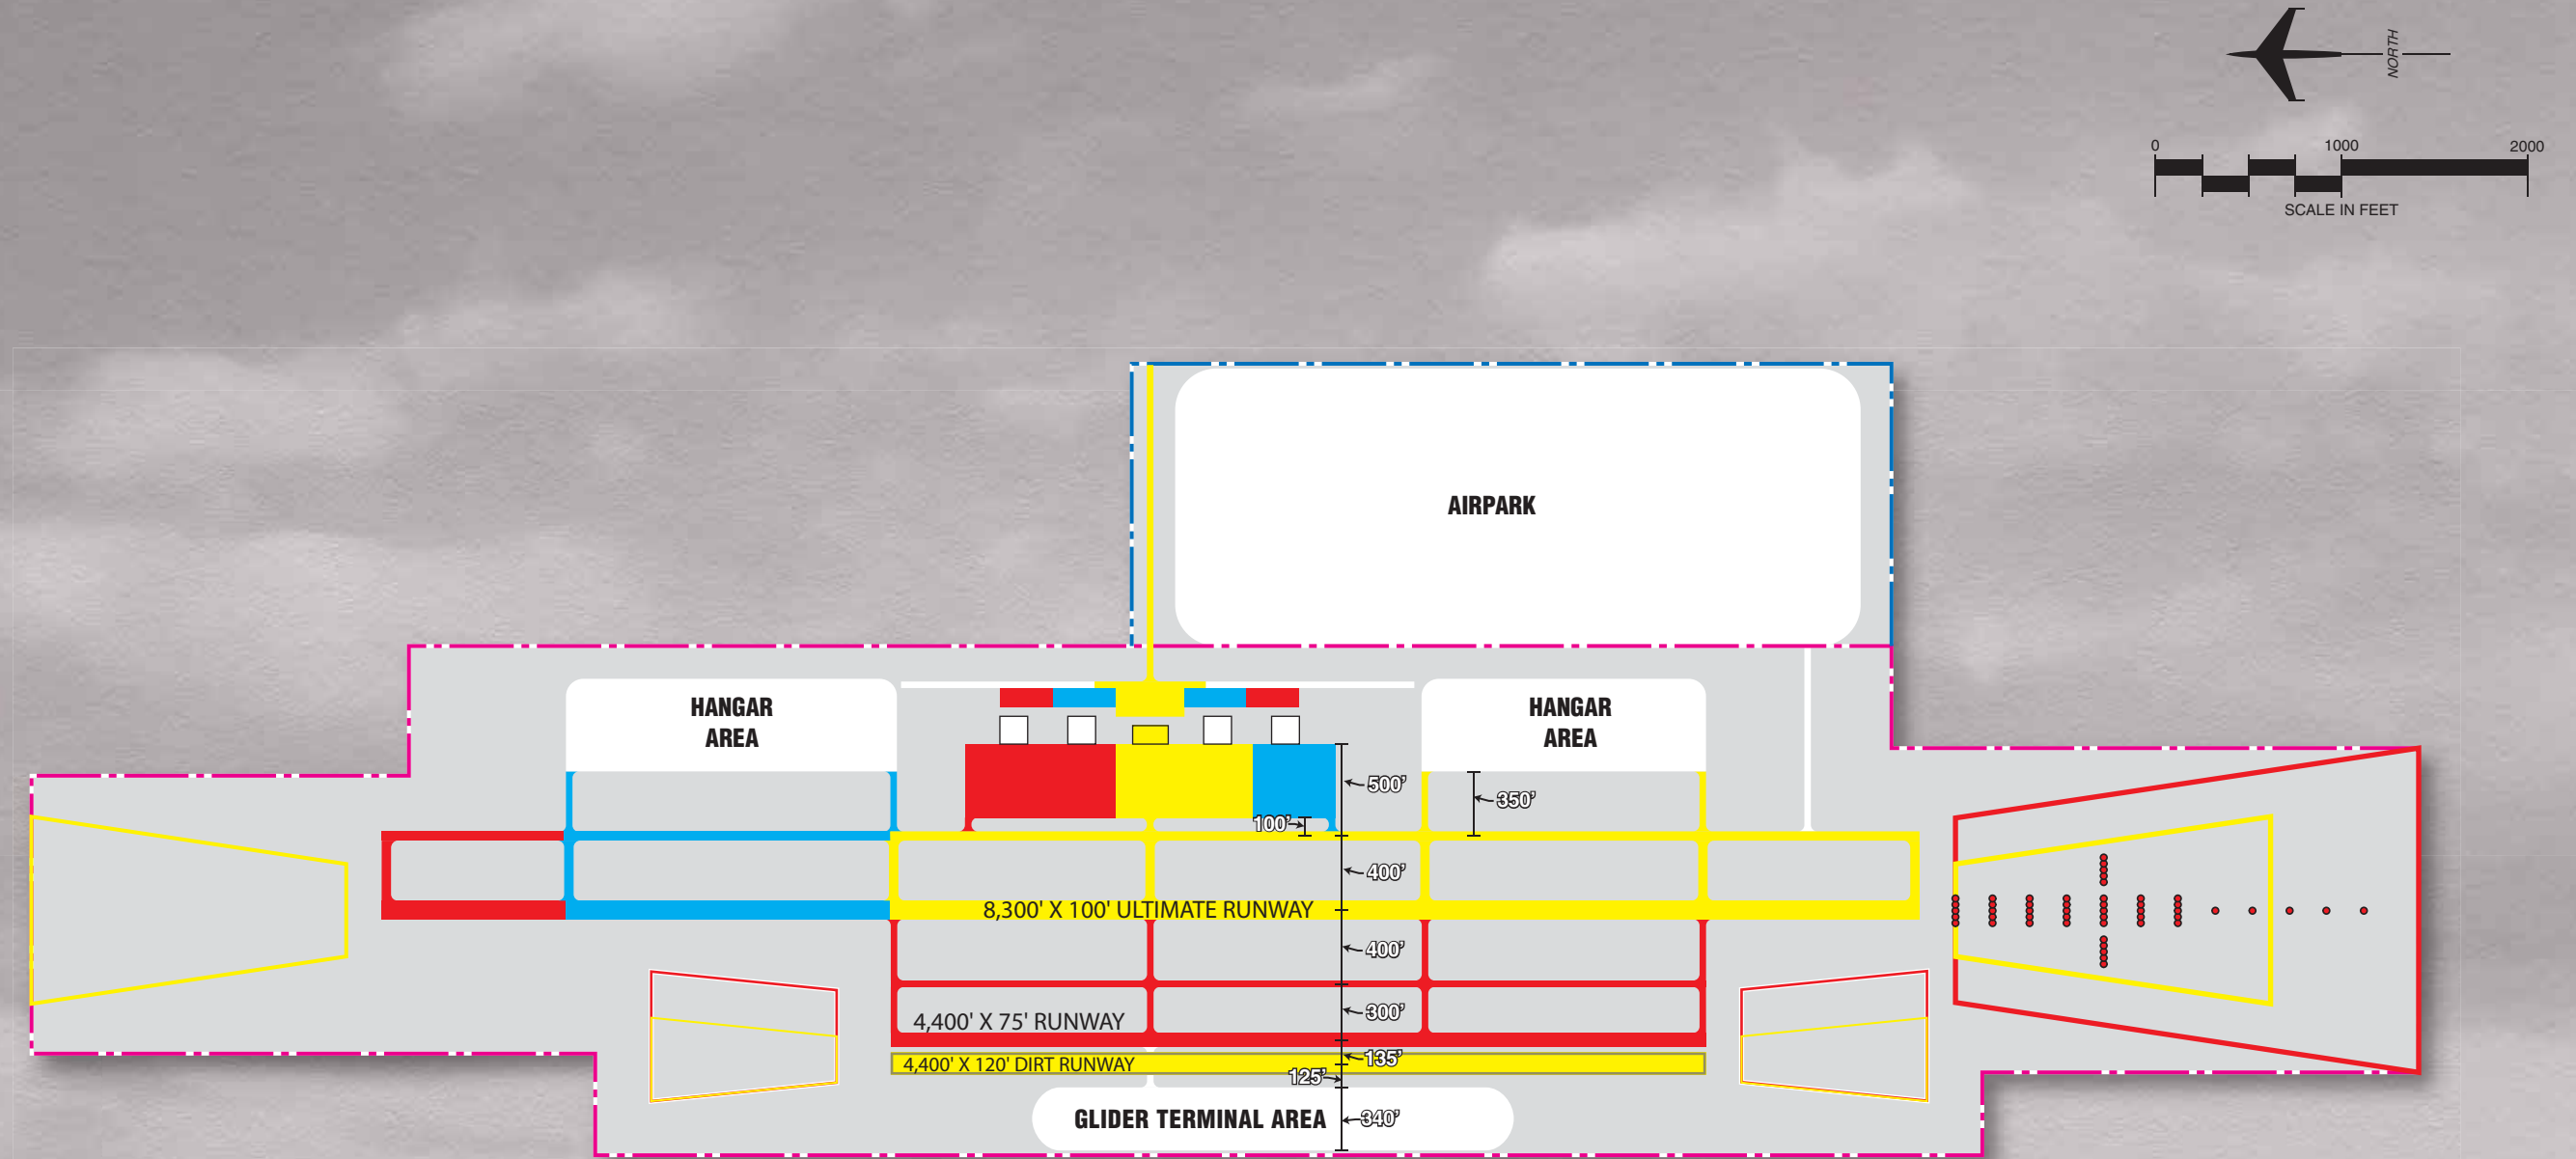 NORTH
0 1000 2000
SCALE IN FEET
AIRPARK
HANGAR
AREA
HANGAR
AREA
500'
350'
100'
400'
8,300' X 100' ULTIMATE RUNWAY
400'
300'
4,400' X 75' RUNWAY
135'
4,400' X 120' DIRT RUNWAY
125'
GLIDER TERMINAL AREA
340'